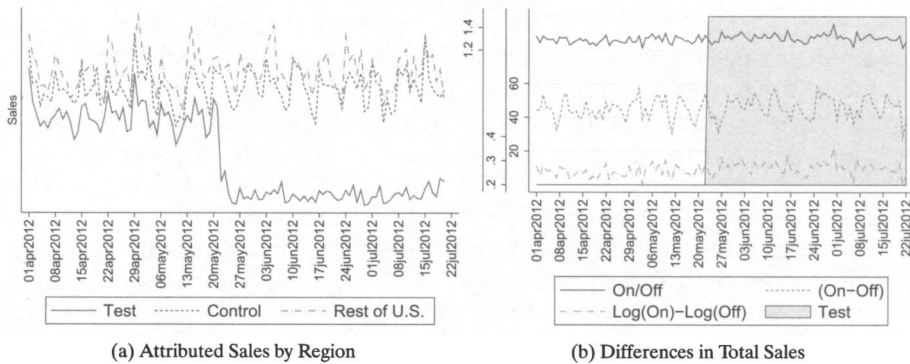 Sales
01apr2012
08apr2012
15apr2012
22apr2012
29apr2012
06may2012
13may2012
20may2012
27may2012
03jun2012
10jun2012
17jun2012
24jun2012
01jul2012
08jul2012
15jul2012
22jul2012
Test Control Rest of U.S.
(a) Attributed Sales by Region
1.2 1.4
.2 .3 .4
20 40 60
01apr2012
08apr2012
15apr2012
22apr2012
29apr2012
06may2012
13may2012
20may2012
27may2012
03jun2012
10jun2012
17jun2012
24jun2012
01jul2012
08jul2012
15jul2012
22jul2012
On/Off (On−Off)
Log(On)−Log(Off) Test
(b) Differences in Total Sales